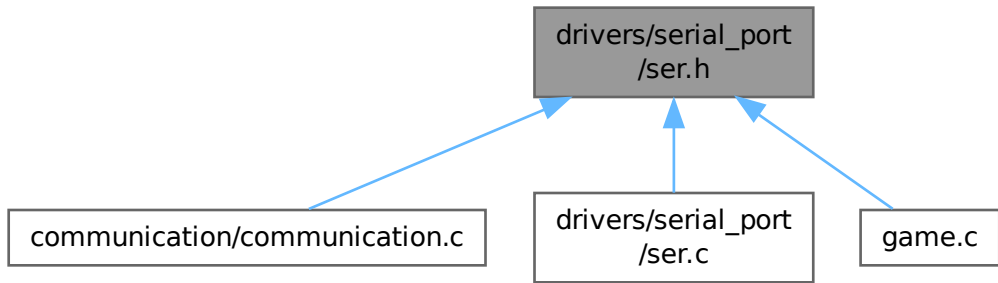 drivers/serial_port
/ser.h
communication/communication.c
drivers/serial_port
/ser.c
game.c